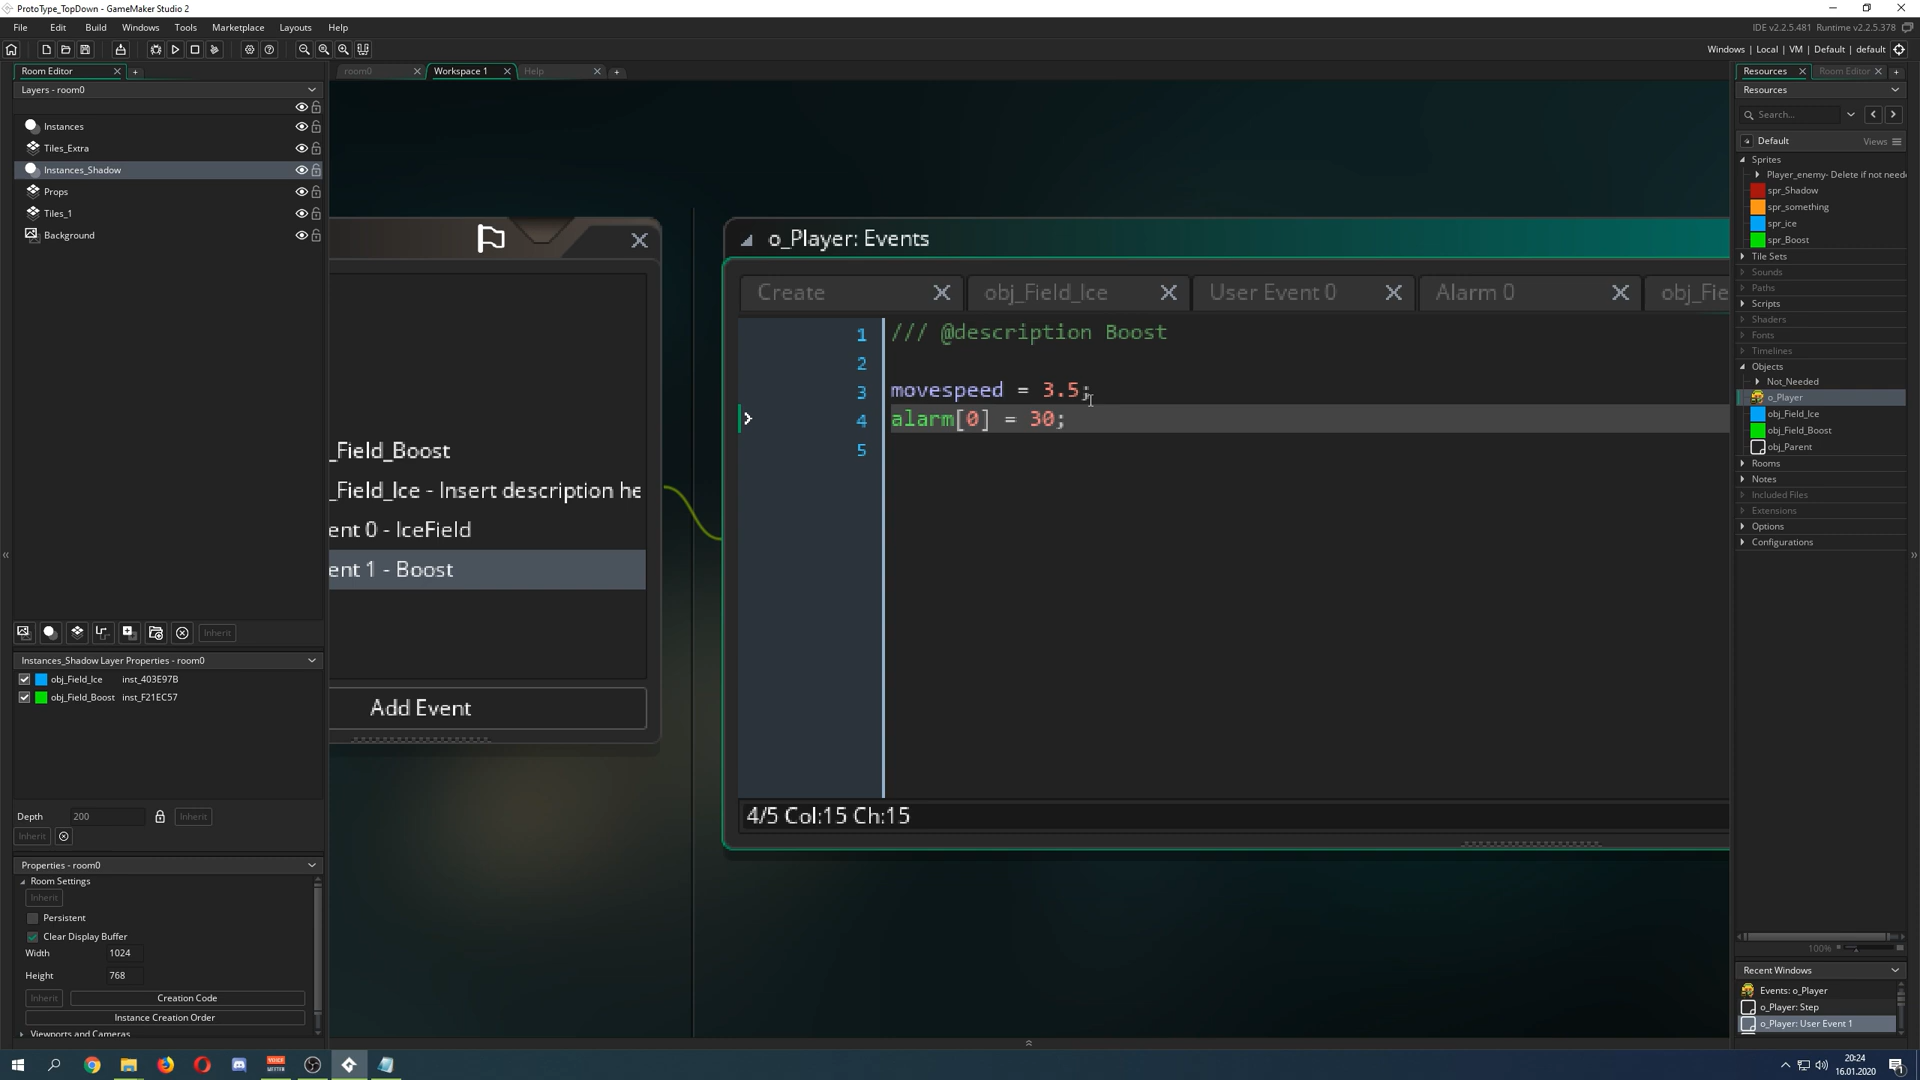 ProtoType_TopDown - GameMaker Studio 2
File Edit Build Windows Tools Marketplace Layouts Help
IDE v2.2.5.481 Runtime v2.2.5.378
Windows | Local | VM | Default | default
Room Editor
room0
Workspace 1
Help
Resources
Room Editor
Layers - room0
Instances
Tiles_Extra
Instances_Shadow
Props
Tiles_1
Background
Inherit
Instances_Shadow Layer Properties - room0
obj_Field_Ice inst_403E97B
obj_Field_Boost inst_F21EC57
Depth 200 Inherit
Inherit
Properties - room0
Room Settings
Inherit
Persistent
Clear Display Buffer
Width 1024
Height 768
Inherit Creation Code
Instance Creation Order
Viewports and Cameras
_Field_Boost
_Field_Ice - Insert description he
ent 0 - IceField
ent 1 - Boost
Add Event
o_Player: Events
Create
obj_Field_Ice
User Event 0
Alarm 0
obj_Fie
1 /// @description Boost
2
3 movespeed = 3.5;
4 alarm[0] = 30;
5
4/5 Col:15 Ch:15
Resources
Search...
Default Views
Sprites
Player_enemy- Delete if not neede
spr_Shadow
spr_something
spr_ice
spr_Boost
Tile Sets
Sounds
Paths
Scripts
Shaders
Fonts
Timelines
Objects
Not_Needed
o_Player
obj_Field_Ice
obj_Field_Boost
obj_Parent
Rooms
Notes
Included Files
Extensions
Options
Configurations
100%
Recent Windows
Events: o_Player
o_Player: Step
o_Player: User Event 1
20:24
16.01.2020